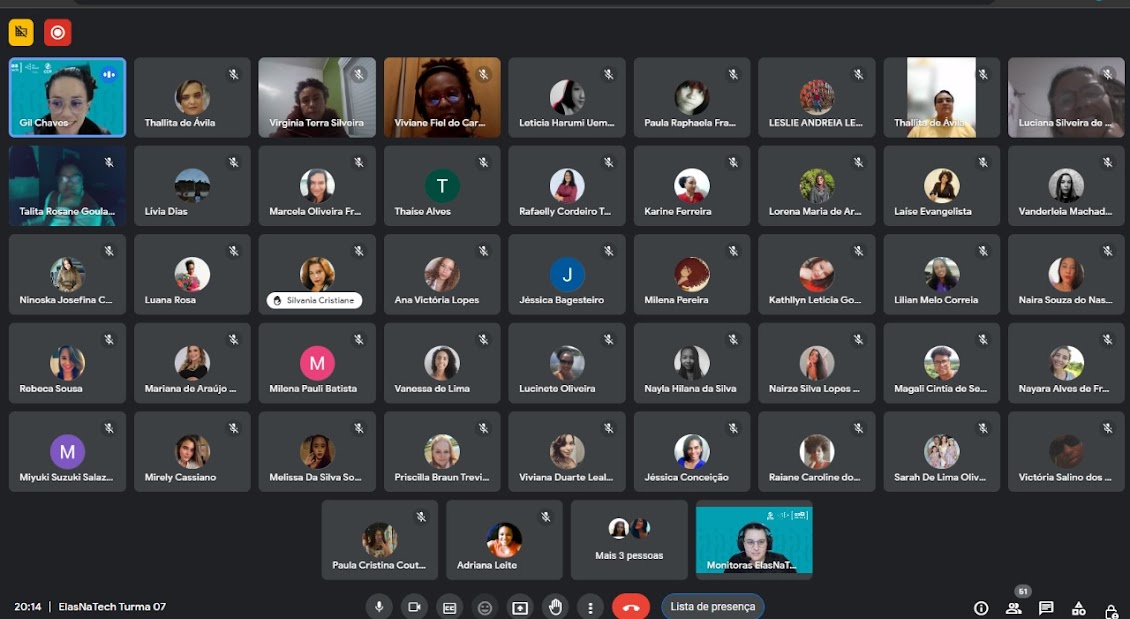 Gil Chaves
Thallita de Ávila
Virginia Terra Silveira
Viviane Fiel do Car...
Leticia Harumi Uem...
Paula Raphaela Fra...
LESLIE ANDREIA LE...
Thallita de Ávila
Luciana Silveira de ...
Talita Rosane Goula...
Lívia Dias
Marcela Oliveira Fr...
T
Thaise Alves
Rafaelly Cordeiro T...
Karine Ferreira
Lorena Maria de Ar...
Laíse Evangelista
Vanderleia Machad...
Ninoska Josefina C...
Luana Rosa
Silvania Cristiane
Ana Victória Lopes
J
Jéssica Bagesteiro
Milena Pereira
Kathllyn Leticia Go...
Lilian Melo Correia
Naira Souza do Nas...
Rebeca Sousa
Mariana de Araújo ...
M
Milena Pauli Batista
Vanessa de Lima
Lucinete Oliveira
Nayla Hilana da Silva
Nairze Silva Lopes ...
Magali Cintia de Se...
Nayara Alves de Fr...
M
Miyuki Suzuki Salaz...
Mirely Cassiano
Melissa Da Silva So...
Priscilla Braun Trevi...
Viviana Duarte Leal...
Jéssica Conceição
Raiane Caroline do...
Sarah De Lima Oliv...
Victória Salino dos ...
Paula Cristina Cout...
Adriana Leite
Mais 3 pessoas
Monitoras ElasNaT...
20:14 | ElasNaTech Turma 07
CC
Lista de presença
51